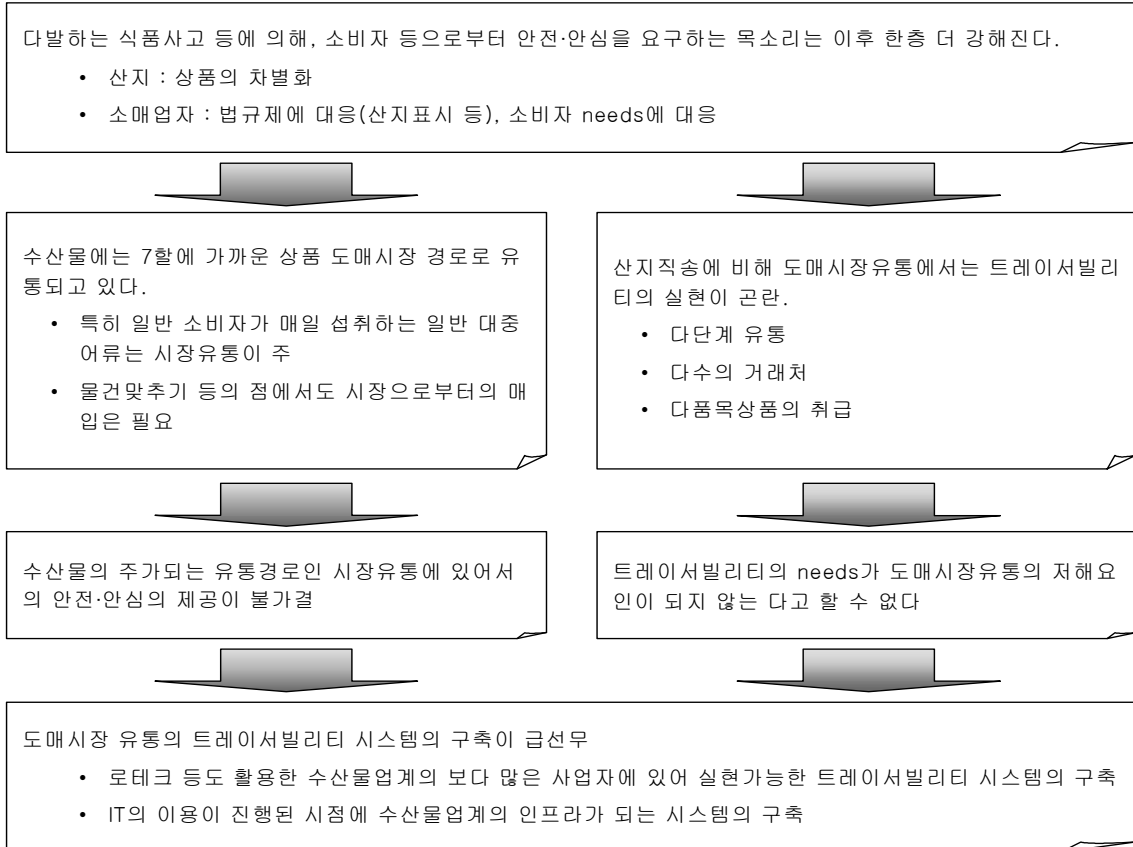 다발하는 식품사고 등에 의해, 소비자 등으로부터 안전·안심을 요구하는 목소리는 이후 한층 더 강해진다.
• 산지 : 상품의 차별화
• 소매업자 : 법규제에 대응(산지표시 등), 소비자 needs에 대응
수산물에는 7할에 가까운 상품 도매시장 경로로 유
통되고 있다.
• 특히 일반 소비자가 매일 섭취하는 일반 대중
어류는 시장유통이 주
• 물건맞추기 등의 점에서도 시장으로부터의 매
입은 필요
산지직송에 비해 도매시장유통에서는 트레이서빌리
티의 실현이 곤란.
• 다단계 유통
• 다수의 거래처
• 다품목상품의 취급
수산물의 주가되는 유통경로인 시장유통에 있어서
의 안전·안심의 제공이 불가결
트레이서빌리티의 needs가 도매시장유통의 저해요
인이 되지 않는 다고 할 수 없다
도매시장 유통의 트레이서빌리티 시스템의 구축이 급선무
• 로테크 등도 활용한 수산물업계의 보다 많은 사업자에 있어 실현가능한 트레이서빌리티 시스템의 구축
• IT의 이용이 진행된 시점에 수산물업계의 인프라가 되는 시스템의 구축